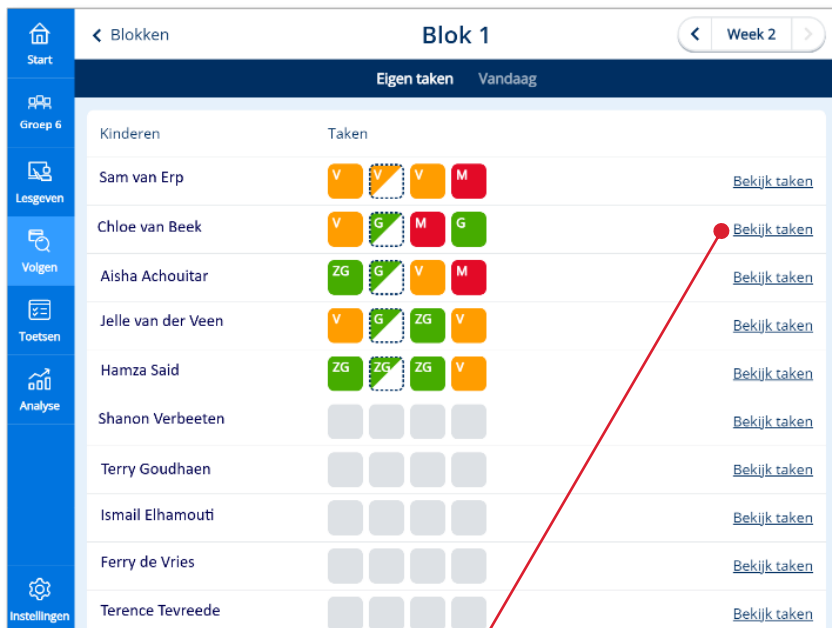 Start
Groep 6
Lesgeven
Volgen
Toetsen
Analyse
Instellingen
Blokken
Blok 1
Week 2
Eigen taken Vandaag
Kinderen Taken
Sam van Erp V V V M Bekijk taken
Chloe van Beek V G M G Bekijk taken
Aisha Achouitar ZG G V M Bekijk taken
Jelle van der Veen V G ZG V Bekijk taken
Hamza Said ZG ZG ZG V Bekijk taken
Shanon Verbeeten Bekijk taken
Terry Goudhaen Bekijk taken
Ismail Elhamouti Bekijk taken
Ferry de Vries Bekijk taken
Terence Tevreede Bekijk taken